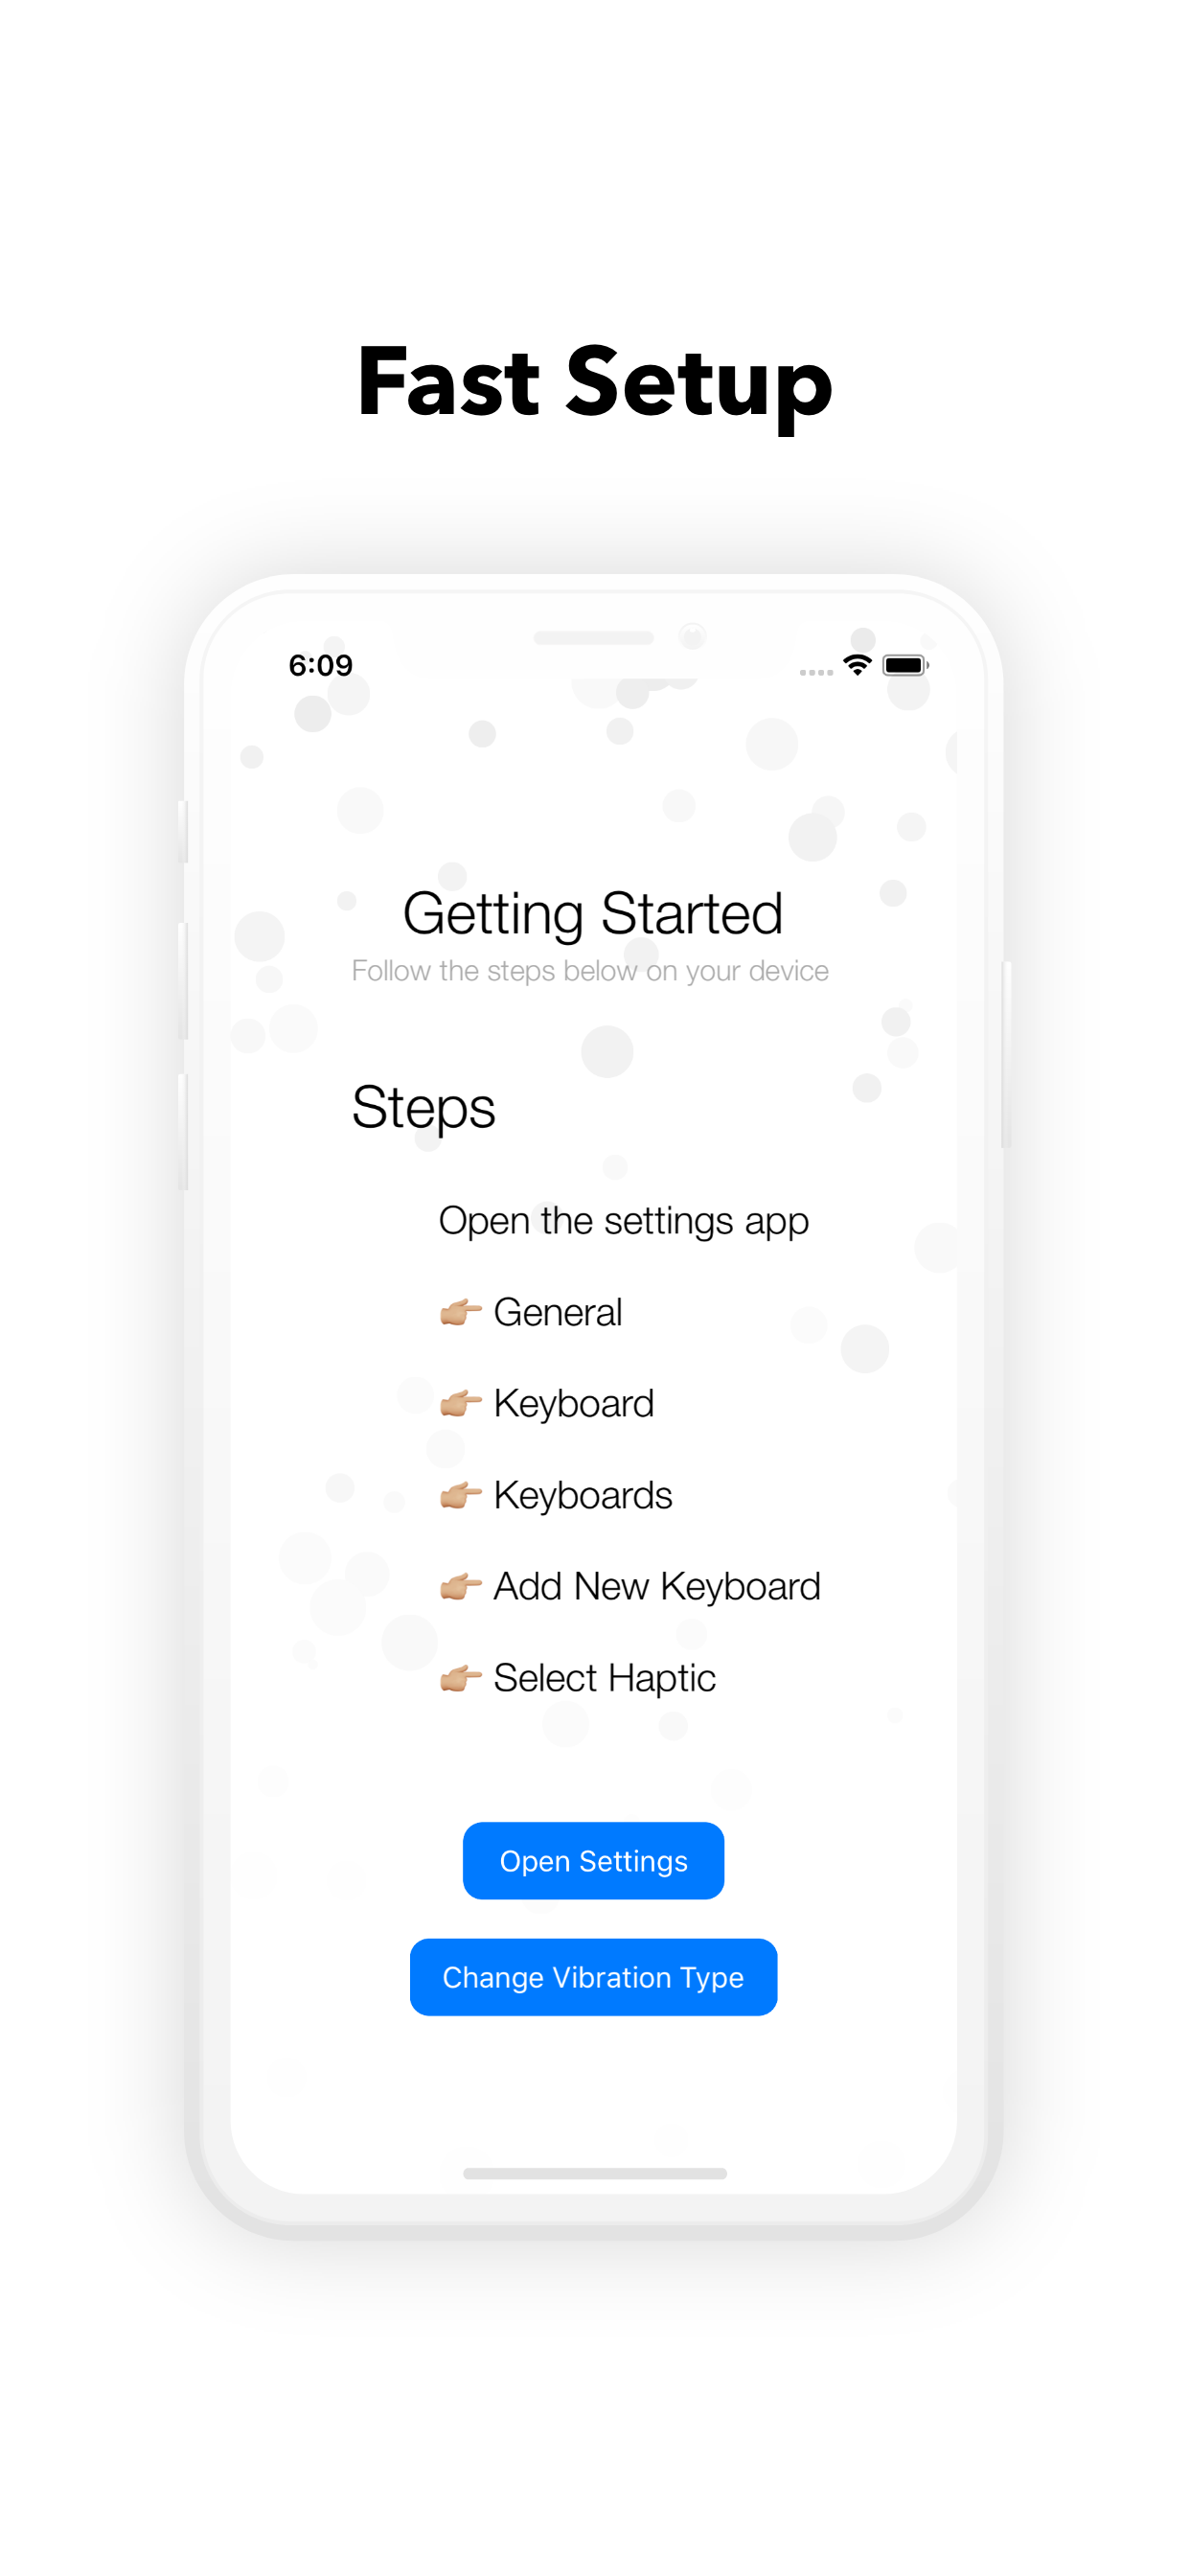 Fast Setup
6:09
Getting Started
Follow the steps below on your device
Steps
Open the settings app
👉🏼 General
👉🏼 Keyboard
👉🏼 Keyboards
👉🏼 Add New Keyboard
👉🏼 Select Haptic
Open Settings
Change Vibration Type